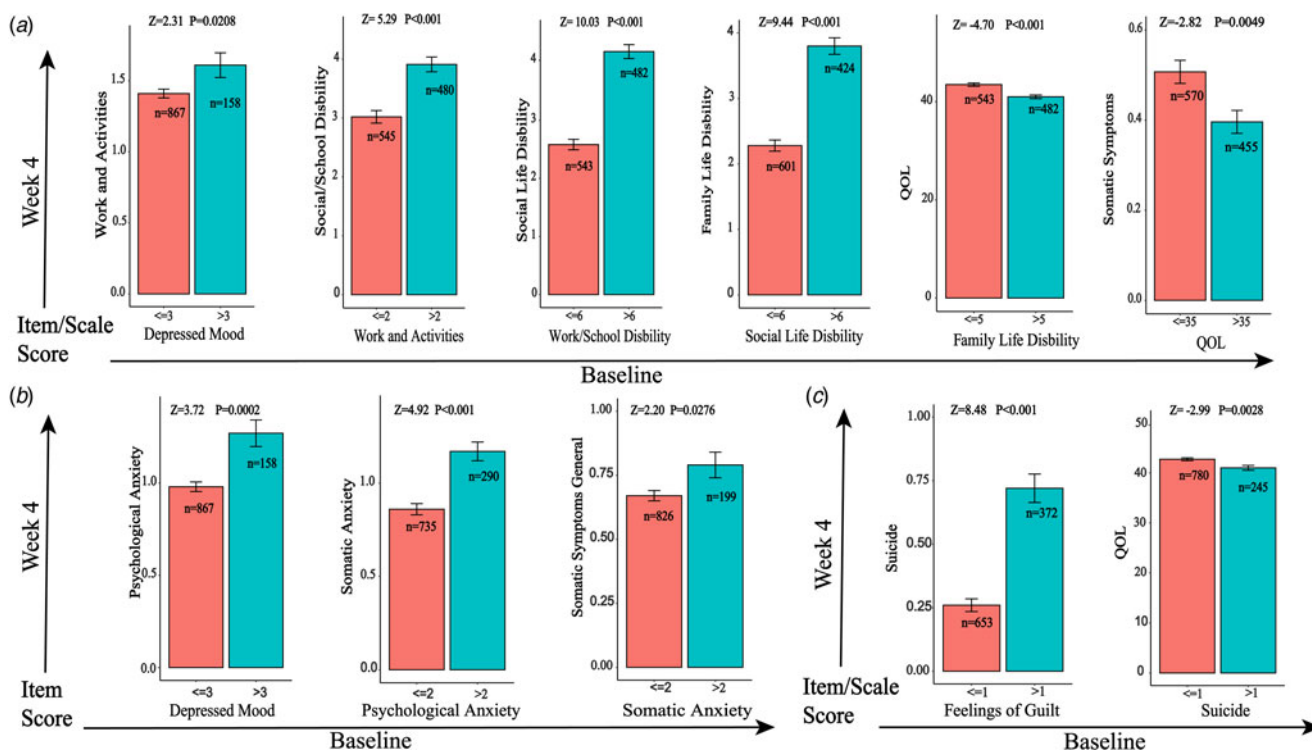 (a)
Week 4
Item/Scale
Score
Baseline
Z=2.31 P=0.0208
Work and Activities
1.5
1.0
0.5
0.0
n=867
n=158
<=3 >3
Depressed Mood
Z= 5.29 P<0.001
Social/School Disbility
4
3
2
1
0
n=545
n=480
<=2 >2
Work and Activities
Z= 10.03 P<0.001
Social Life Disbility
4
3
2
1
0
n=543
n=482
<=6 >6
Work/School Disbility
Z=9.44 P<0.001
Family Life Disbility
4
3
2
1
0
n=601
n=424
<=6 >6
Social Life Disbility
Z= -4.70 P<0.001
QOL
40
20
0
n=543
n=482
<=5 >5
Family Life Disbility
Z=-2.82 P=0.0049
Somatic Symptoms
0.6
0.4
0.2
0.0
n=570
n=455
<=35 >35
QOL
(b)
Week 4
Item
Score
Baseline
Z=3.72 P=0.0002
Psychological Anxiety
1.0
0.5
0.0
n=867
n=158
<=3 >3
Depressed Mood
Z=4.92 P<0.001
Somatic Anxiety
1.0
0.5
0.0
n=735
n=290
<=2 >2
Psychological Anxiety
Z=2.20 P=0.0276
Somatic Symptoms General
1.00
0.75
0.50
0.25
0.00
n=826
n=199
<=2 >2
Somatic Anxiety
(c)
Week 4
Item/Scale
Score
Baseline
Z=8.48 P<0.001
Suicide
1.00
0.75
0.50
0.25
0.00
n=653
n=372
<=1 >1
Feelings of Guilt
Z= -2.99 P=0.0028
QOL
50
40
30
20
10
0
n=780
n=245
<=1 >1
Suicide